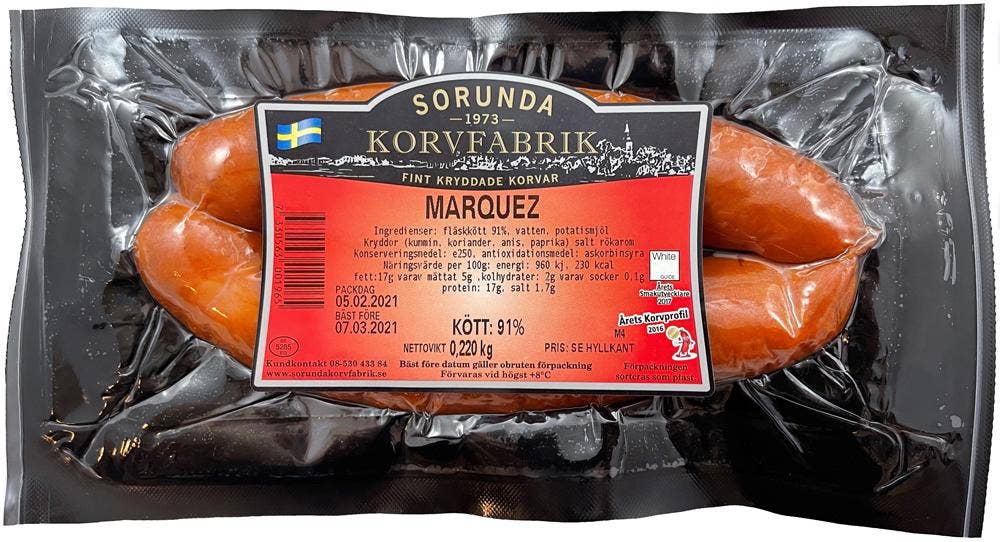 SORUNDA
1973
KORVFABRIK
FINT KRYDDADE KORVAR
MARQUEZ
Ingredienser: fläskkött 91%, vatten, potatismjöl
Kryddor (kummin, koriander, anis, paprika) salt rökarom
Konserveringsmedel: e250, antioxidationsmedel: askorbinsyra
Näringsvärde per 100g: energi: 960 kj, 230 kcal
fett:17g varav mättat 5g ,kolhydrater: 2g varav socker 0,1g
protein: 17g, salt 1.7g
PACKDAG
05.02.2021
BÄST FÖRE
07.03.2021
KÖTT: 91%
NETTOVIKT 0,220 kg
PRIS: SE HYLLKANT
M4
White
GUIDE
Årets
Smakutvecklare
2017
Årets Korvprofil
2016
SE
5285
EG
Kundkontakt 08-530 433 84
www.sorundakorvfabrik.se
Bäst före datum gäller obruten förpackning
Förvaras vid högst +8°C
Förpackningen
sorteras som plast.